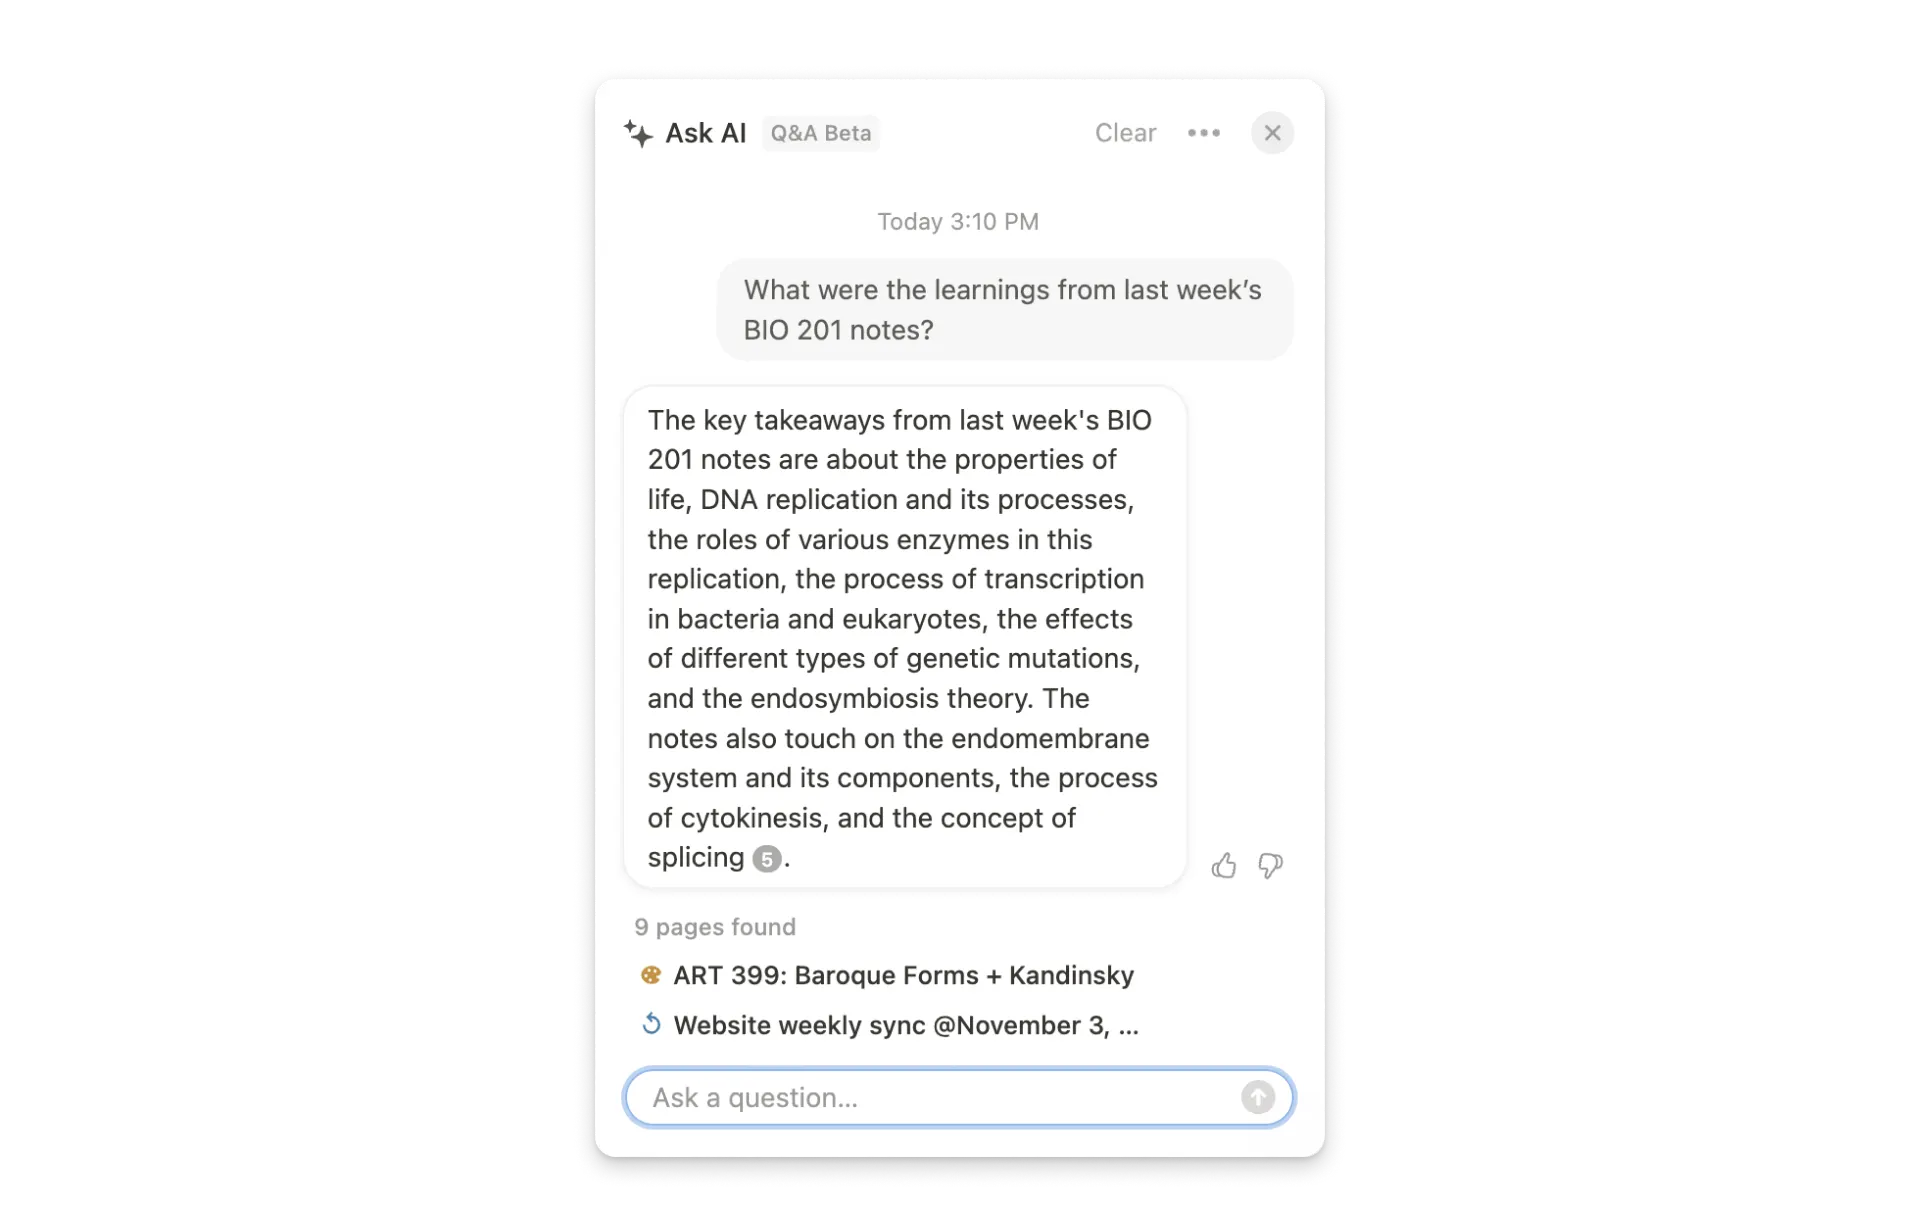 Ask AI Q&A Beta Clear
Today 3:10 PM
What were the learnings from last week’s
BIO 201 notes?
The key takeaways from last week's BIO
201 notes are about the properties of
life, DNA replication and its processes,
the roles of various enzymes in this
replication, the process of transcription
in bacteria and eukaryotes, the effects
of different types of genetic mutations,
and the endosymbiosis theory. The
notes also touch on the endomembrane
system and its components, the process
of cytokinesis, and the concept of
splicing 5.
9 pages found
ART 399: Baroque Forms + Kandinsky
Website weekly sync @November 3, ...
Ask a question...